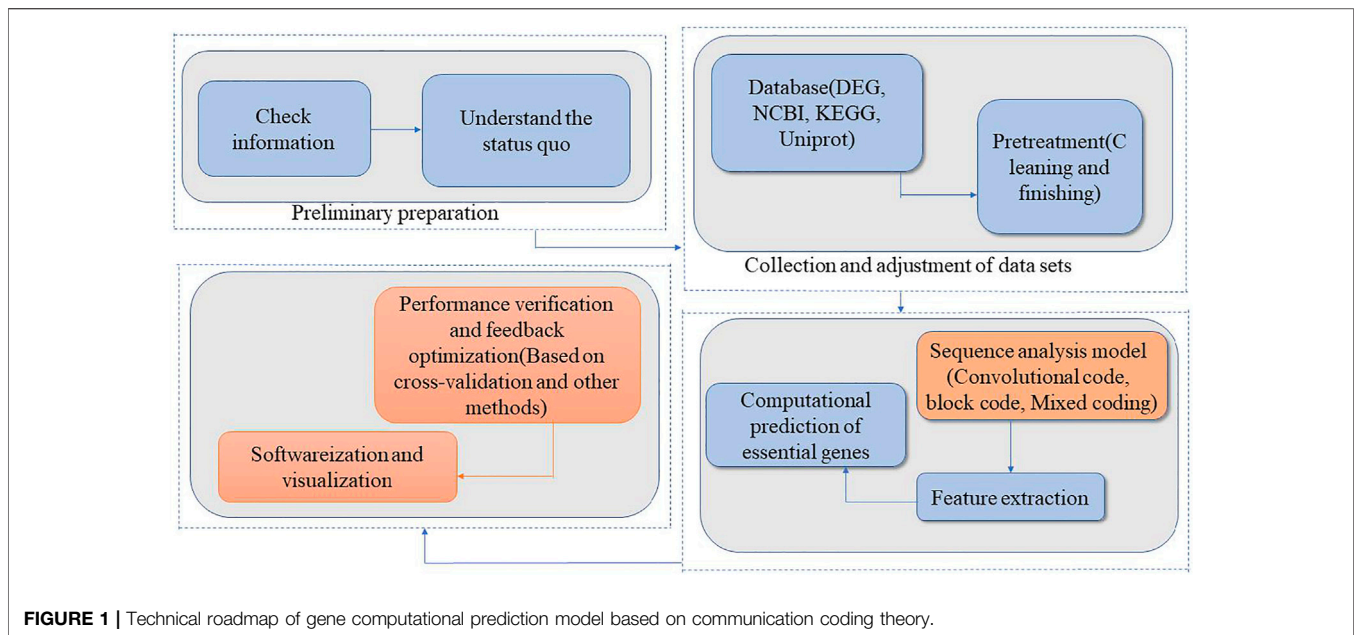 Check
information
Understand the
status quo
Preliminary preparation
Database(DEG,
NCBI, KEGG,
Uniprot)
Pretreatment(C
leaning and
finishing)
Collection and adjustment of data sets
Sequence analysis model
(Convolutional code,
block code, Mixed coding)
Feature extraction
Computational
prediction of
essential genes
Performance verification
and feedback
optimization(Based on
cross-validation and other
methods)
Softwareization and
visualization
FIGURE 1 | Technical roadmap of gene computational prediction model based on communication coding theory.